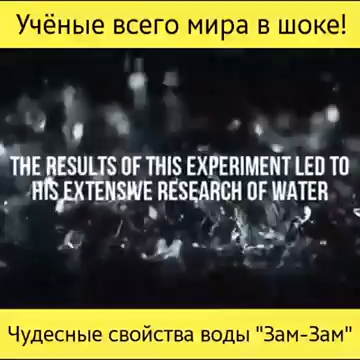 Учёные всего мира в шоке!
THE RESULTS OF THIS EXPERIMENT LED TO
HIS EXTENSIVE RESEARCH OF WATER
Чудесные свойства воды "Зам-Зам"